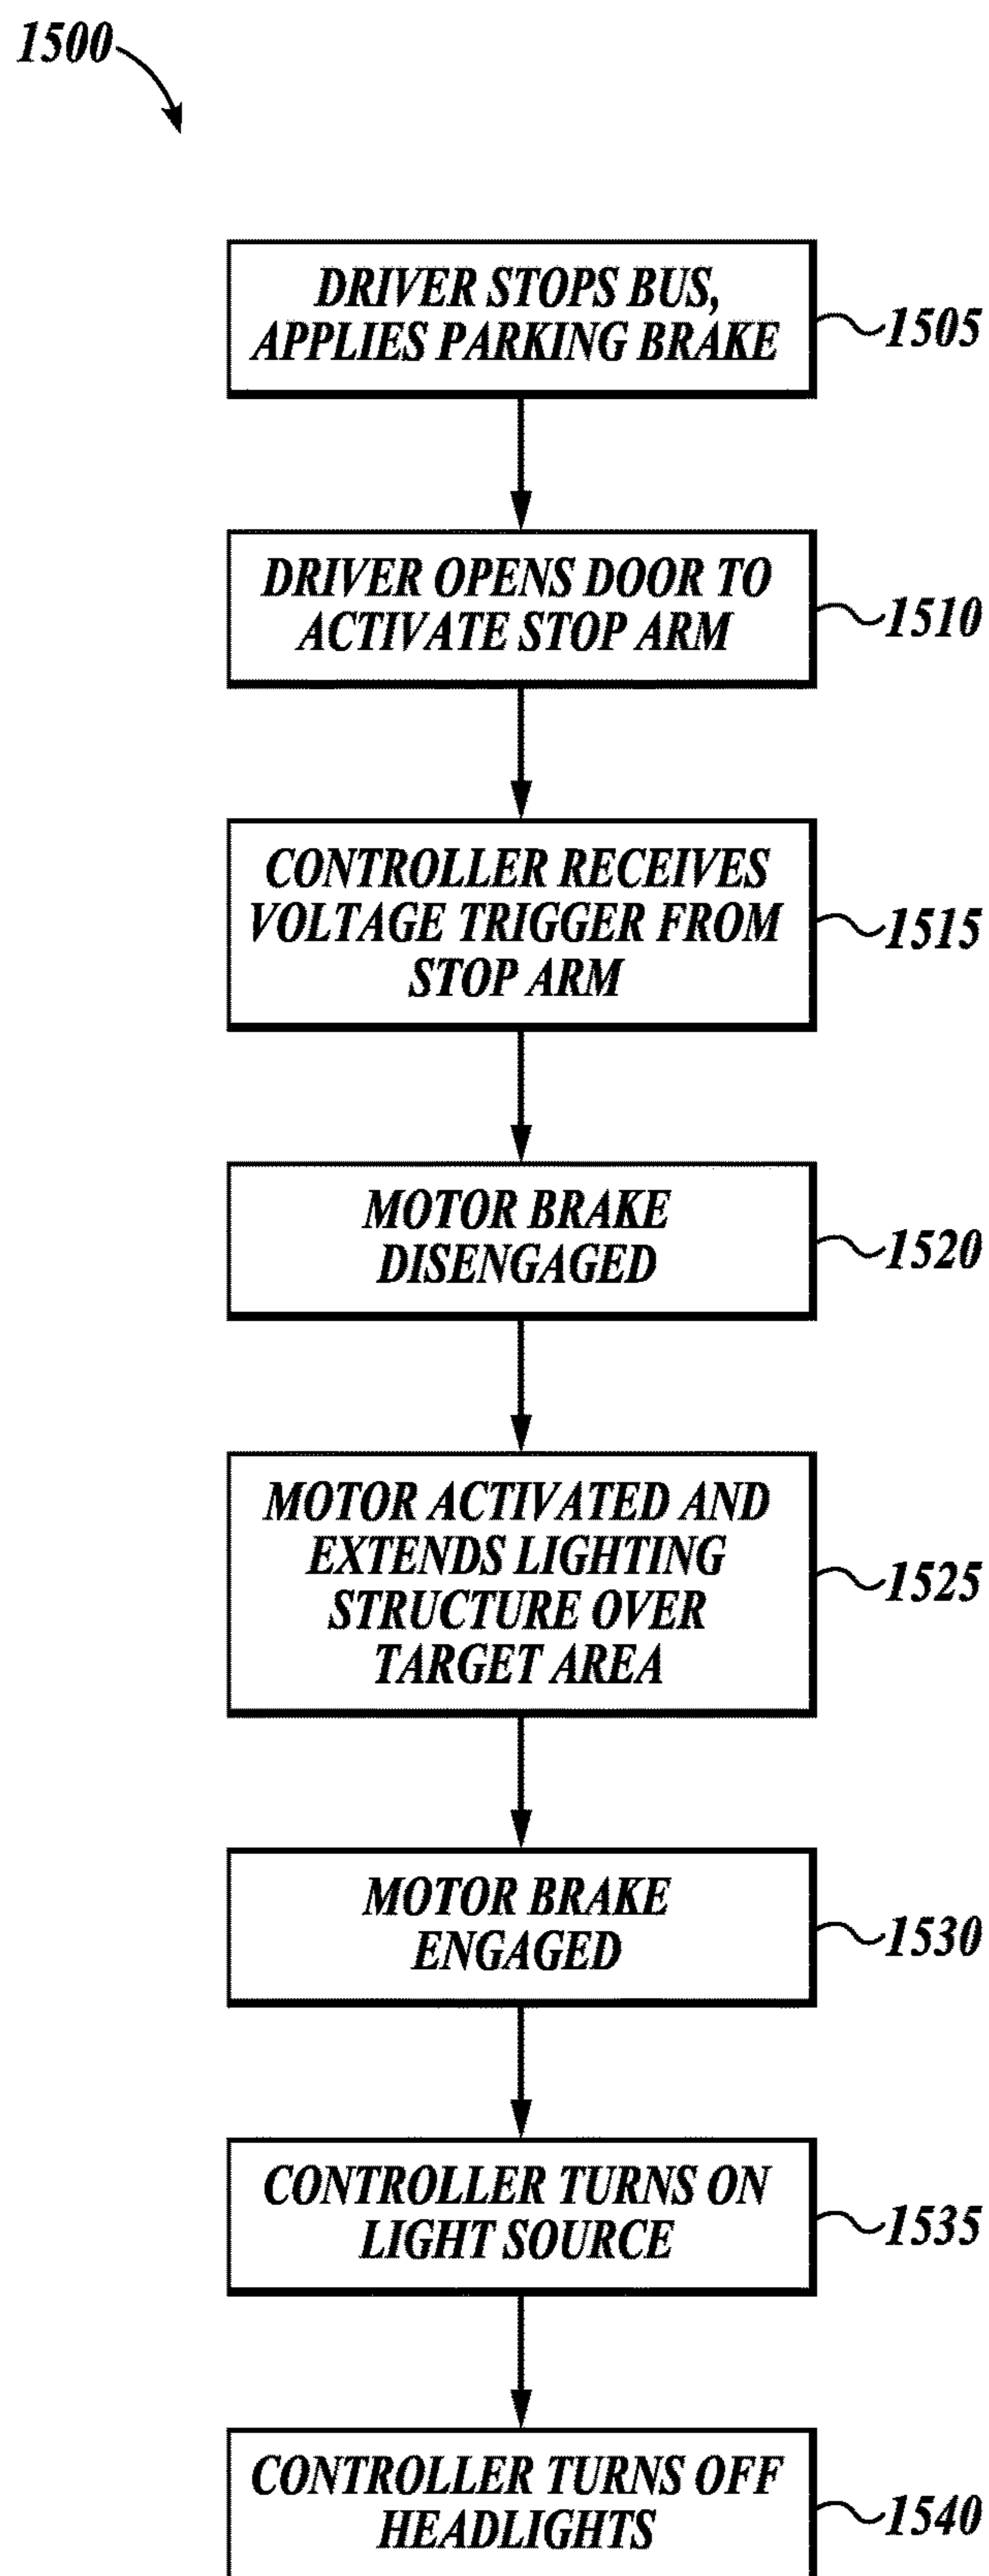 1500
DRIVER STOPS BUS,
APPLIES PARKING BRAKE
1505
DRIVER OPENS DOOR TO
ACTIVATE STOP ARM
1510
CONTROLLER RECEIVES
VOLTAGE TRIGGER FROM
STOP ARM
1515
MOTOR BRAKE
DISENGAGED
1520
MOTOR ACTIVATED AND
EXTENDS LIGHTING
STRUCTURE OVER
TARGET AREA
1525
MOTOR BRAKE
ENGAGED
1530
CONTROLLER TURNS ON
LIGHT SOURCE
1535
CONTROLLER TURNS OFF
HEADLIGHTS
1540